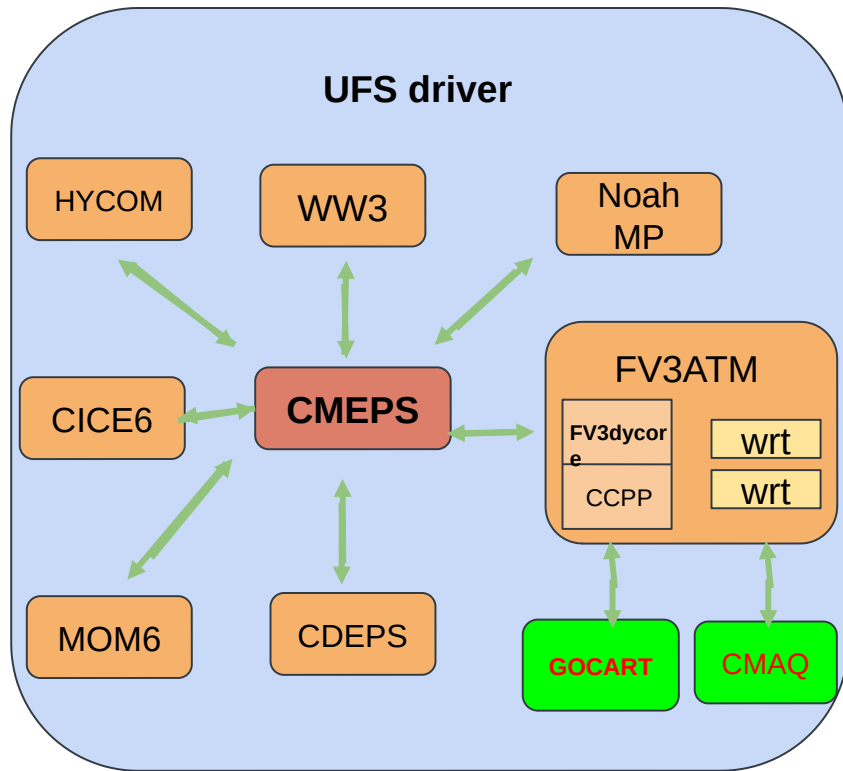 UFS driver
HYCOM
WW3
Noah
MP
FV3ATM
CICE6
CMEPS
FV3dycor
e
wrt
CCPP
wrt
MOM6
CDEPS
GOCART
CMAQ